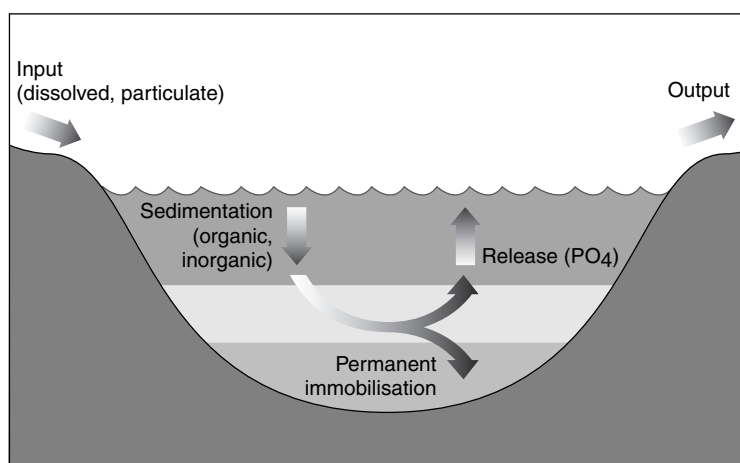 Input
(dissolved, particulate)
Output
Sedimentation
(organic,
inorganic)
Release (PO4)
Permanent
immobilisation